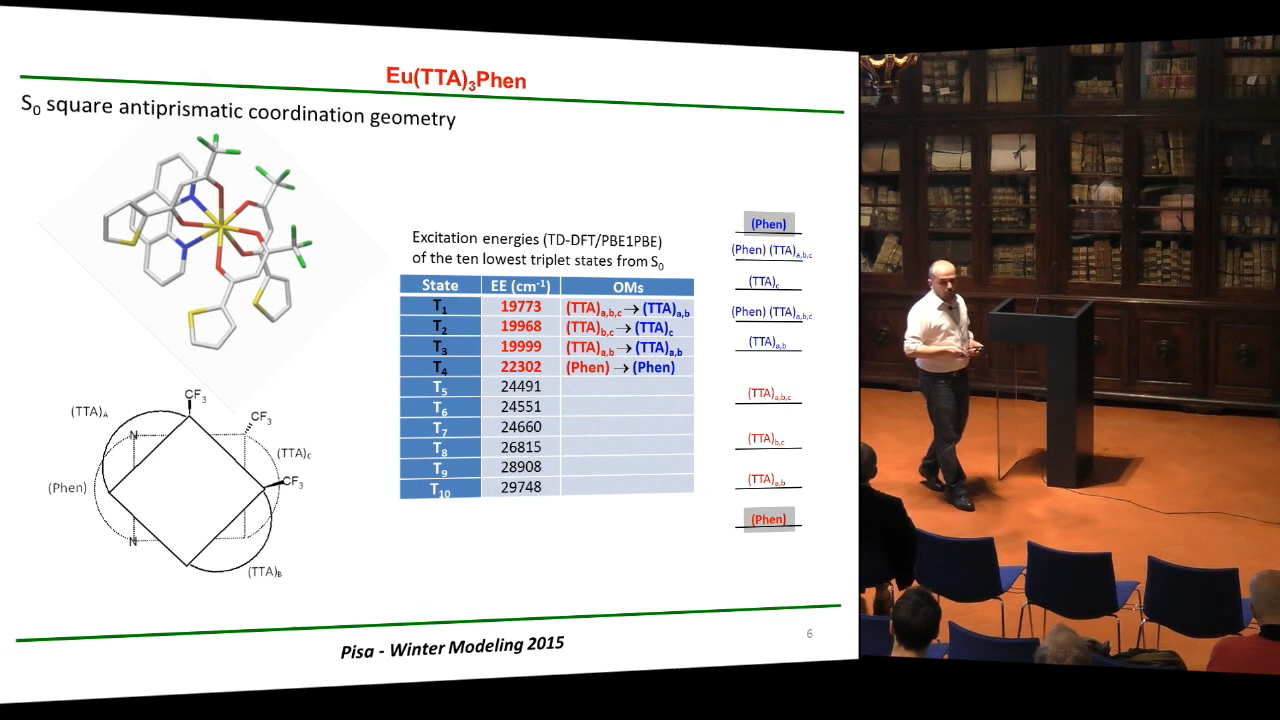 Eu(TTA)₃Phen
S₀ square antiprismatic coordination geometry
Excitation energies (TD-DFT/PBE1PBE)
of the ten lowest triplet states from S₀
State EE (cm⁻¹) OMs
T₁ 19773 (TTA)a,b,c → (TTA)a,b
T₂ 19968 (TTA)b,c → (TTA)c
T₃ 19999 (TTA)a,b → (TTA)a,b
T₄ 22302 (Phen) → (Phen)
T₅ 24491
T₆ 24551
T₇ 24660
T₈ 26815
T₉ 28908
T₁₀ 29748
(Phen)
(Phen) (TTA)a,b,c
(TTA)c
(Phen) (TTA)a,b,c
(TTA)a,b
(TTA)a,b,c
(TTA)b,c
(TTA)a,b
(Phen)
CF₃
(TTA)A
CF₃
N
(TTA)C
(Phen)
CF₃
N
(TTA)B
Pisa - Winter Modeling 2015
6